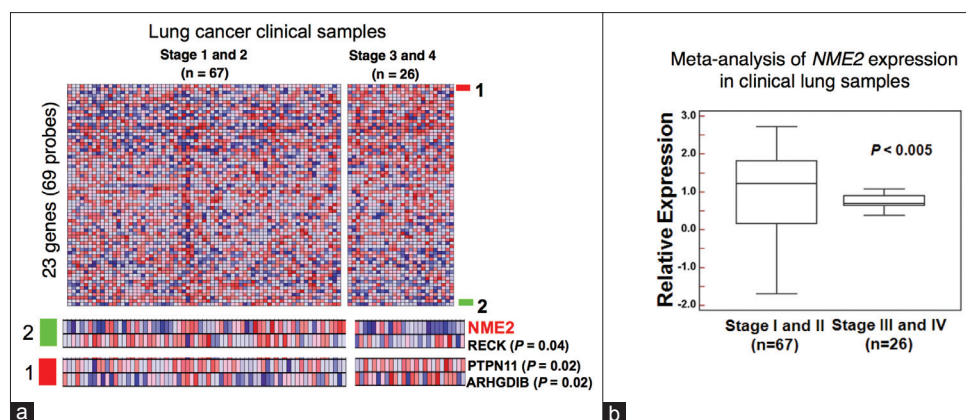 Lung cancer clinical samples
Stage 1 and 2
(n = 67)
Stage 3 and 4
(n = 26)
23 genes (69 probes)
1
2
2
NME2
RECK (P = 0.04)
1
PTPN11 (P = 0.02)
ARHGDIB (P = 0.02)
a
Meta-analysis of NME2 expression
in clinical lung samples
Relative Expression
3.0
2.0
1.0
0.0
-1.0
-2.0
P < 0.005
Stage I and II
(n=67)
Stage III and IV
(n=26)
b